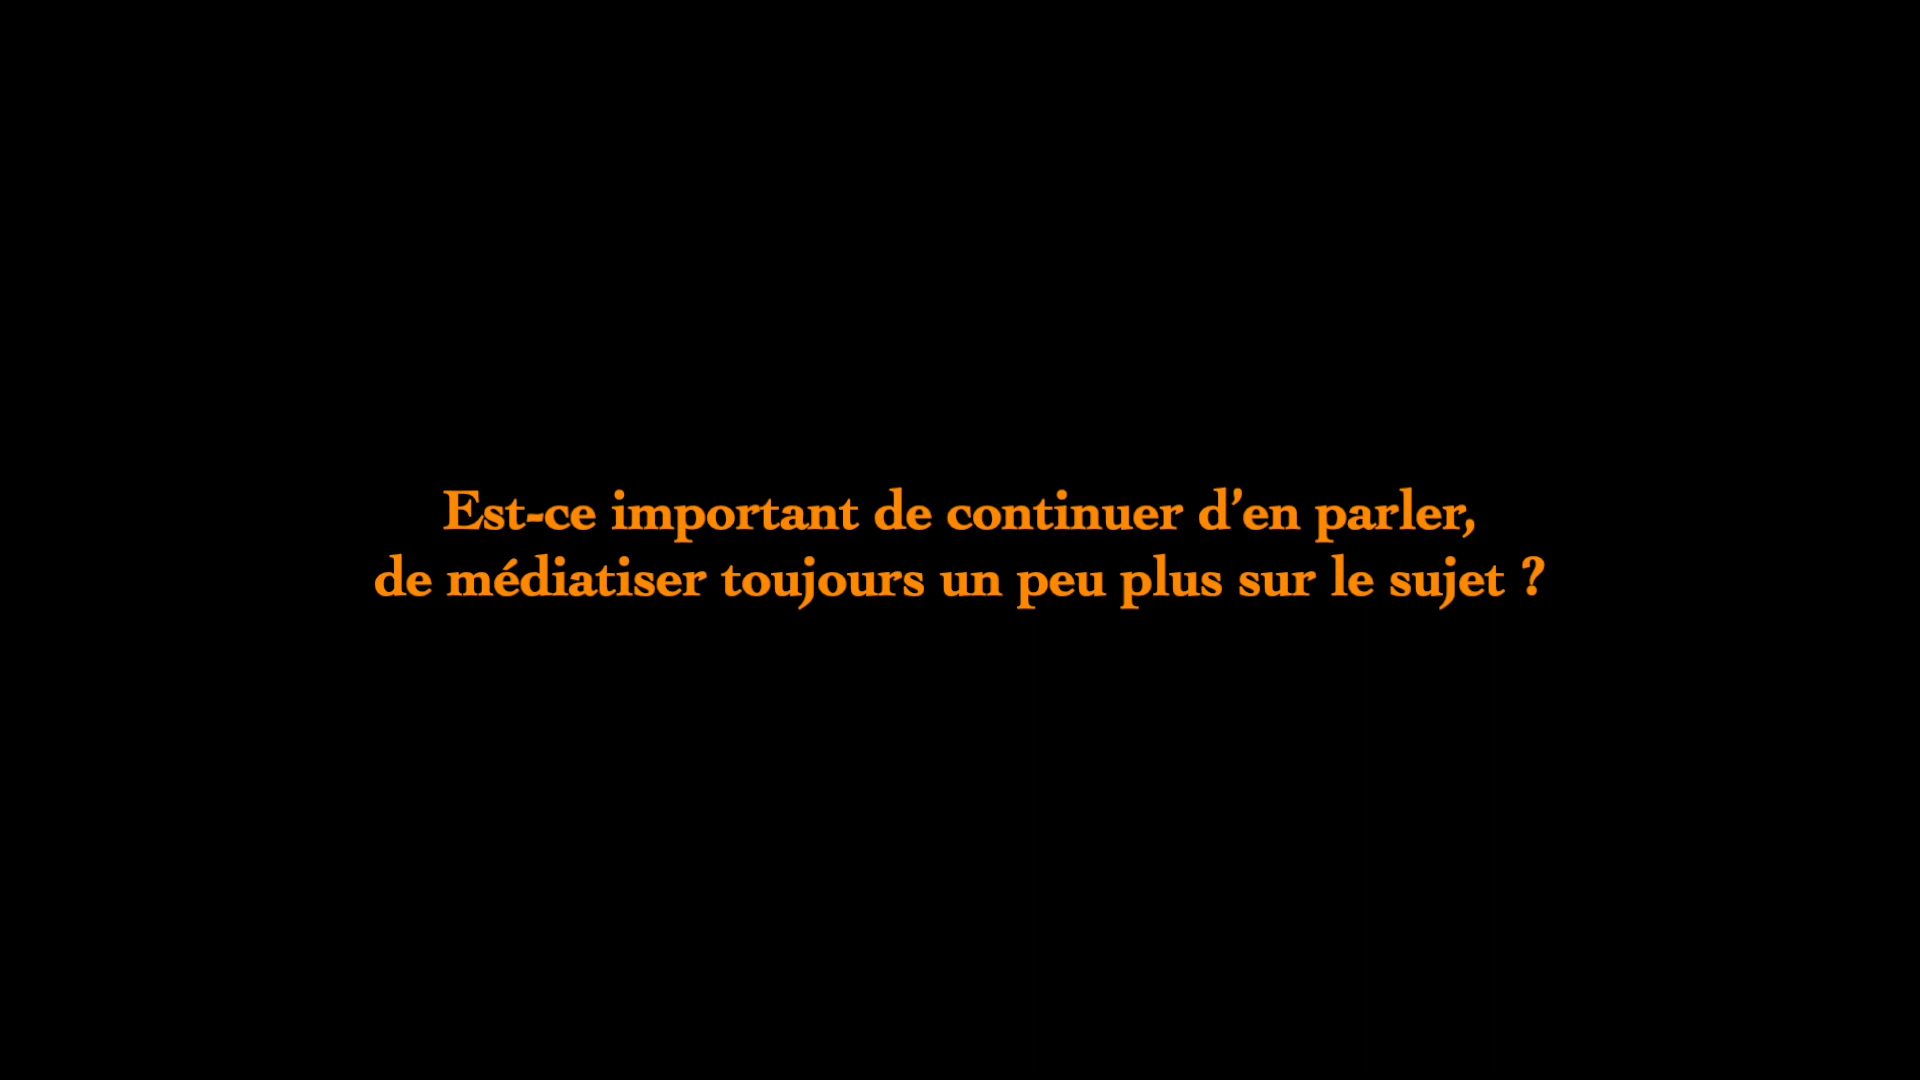 Est-ce important de continuer d’en parler,
de médiatiser toujours un peu plus sur le sujet ?